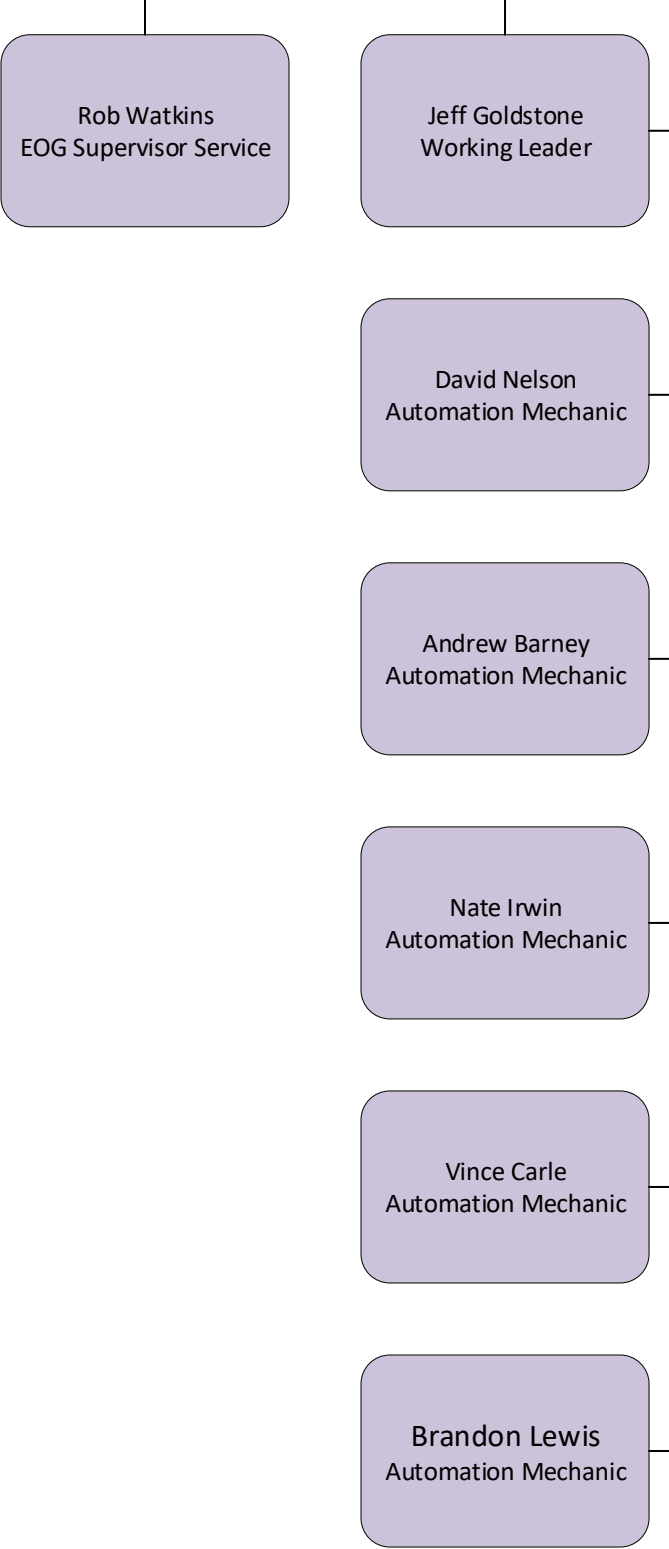 Rob Watkins
EOG Supervisor Service
Jeff Goldstone
Working Leader
David Nelson
Automation Mechanic
Andrew Barney
Automation Mechanic
Nate Irwin
Automation Mechanic
Vince Carle
Automation Mechanic
Brandon Lewis
Automation Mechanic